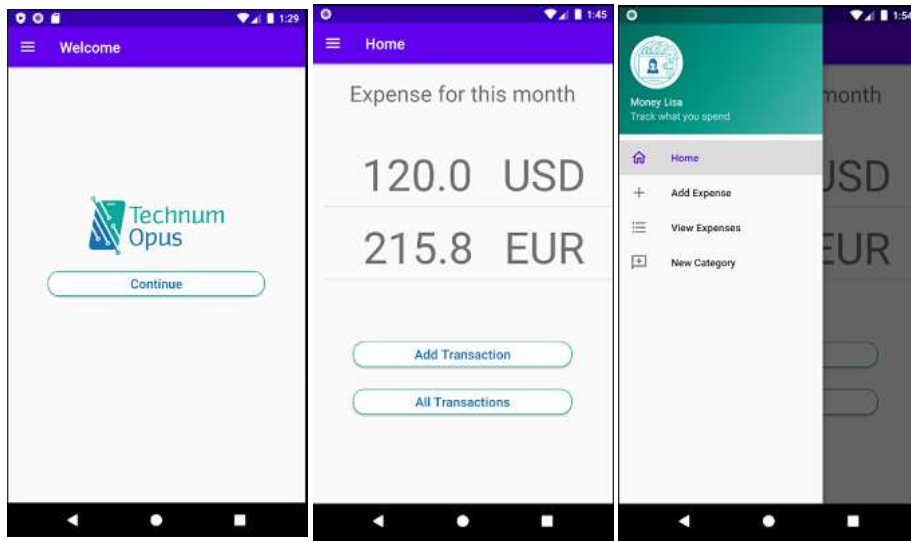 1:29
Welcome
Technum
Opus
Continue
1:45
Home
Expense for this month
120.0 USD
215.8 EUR
Add Transaction
All Transactions
1:54
Money Lisa
Track what you spend
Home
Add Expense
View Expenses
New Category
month
USD
EUR